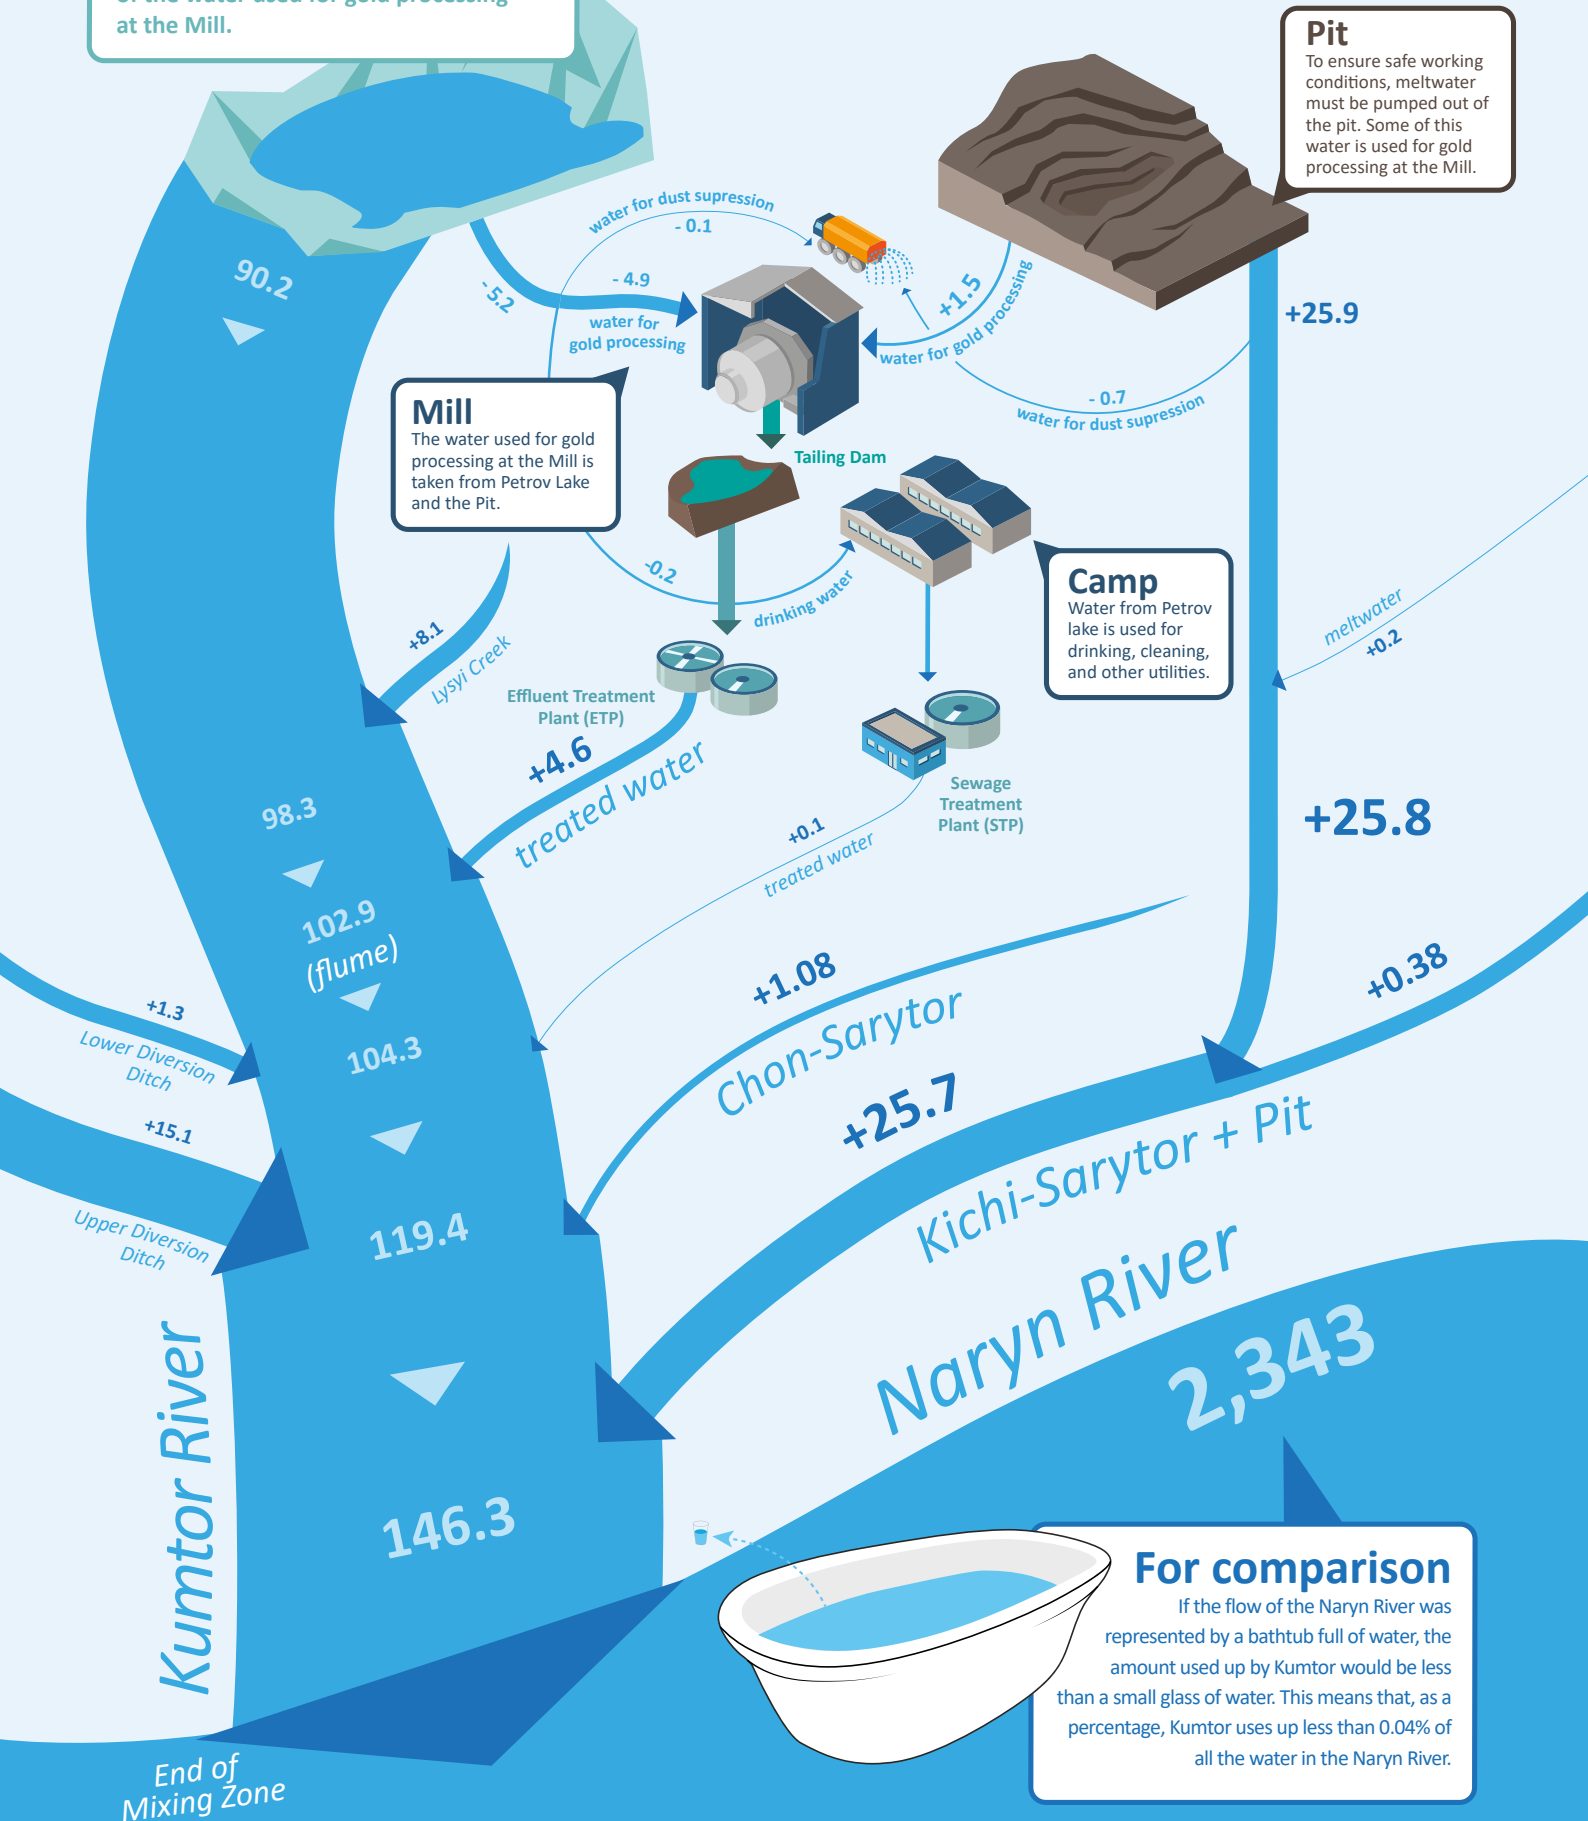 at the Mill.
Pit
To ensure safe working
conditions, meltwater
must be pumped out of
the pit. Some of this
water is used for gold
processing at the Mill.
water for dust supression
- 0.1
90.2
- 5.2
- 4.9
water for
gold processing
+1.5
water for gold processing
+25.9
- 0.7
water for dust supression
Mill
The water used for gold
processing at the Mill is
taken from Petrov Lake
and the Pit.
Tailing Dam
-0.2
drinking water
Camp
Water from Petrov
lake is used for
drinking, cleaning,
and other utilities.
meltwater
+0.2
+8.1
Lysyi Creek
Effluent Treatment
Plant (ETP)
+4.6
treated water
Sewage
Treatment
Plant (STP)
+0.1
treated water
98.3
+25.8
102.9
(flume)
+1.3
Lower Diversion
Ditch
104.3
+1.08
Chon-Sarytor
+0.38
+25.7
Kichi-Sarytor + Pit
+15.1
Upper Diversion
Ditch
119.4
Naryn River
2,343
Kumtor River
146.3
For comparison
If the flow of the Naryn River was
represented by a bathtub full of water, the
amount used up by Kumtor would be less
than a small glass of water. This means that, as a
percentage, Kumtor uses up less than 0.04% of
all the water in the Naryn River.
End of
Mixing Zone